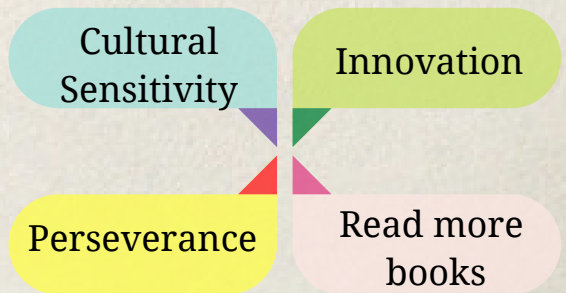 Cultural
Sensitivity
Innovation
Perseverance
Read more
books